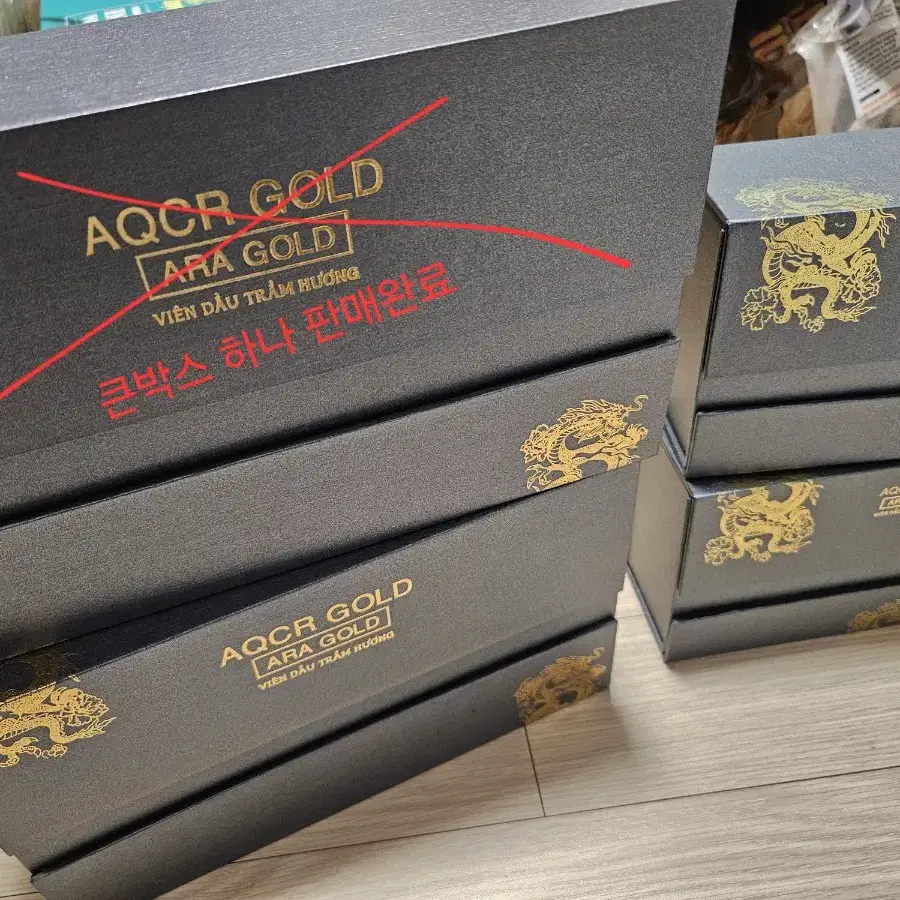 AQCR GOLD
ARA GOLD
VIÊN DẦU TRẦM HƯƠNG
큰박스 하나 판매완료
AQCR GOLD
ARA GOLD
VIÊN DẦU TRẦM HƯƠNG